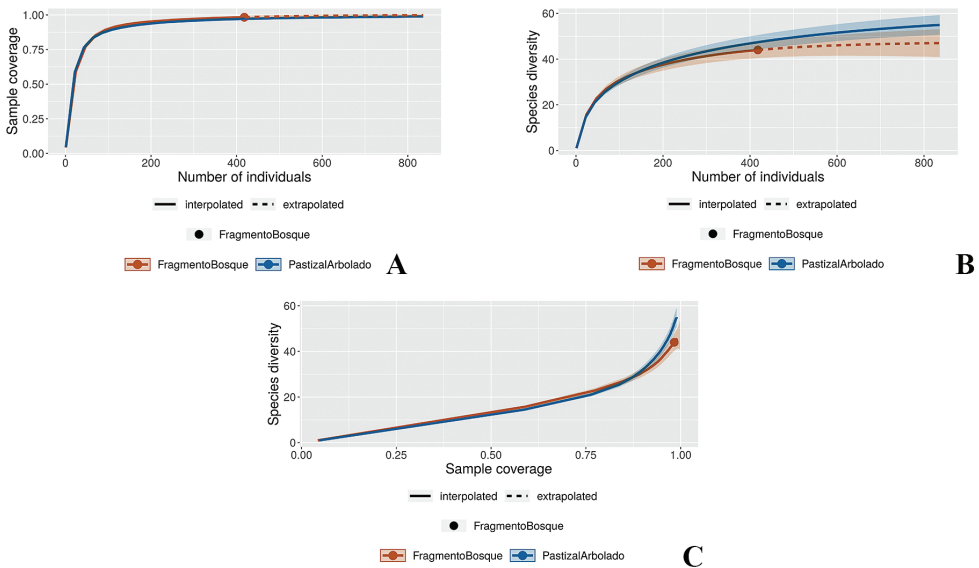 1.00
0.75
0.50
0.25
0.00
Sample coverage
0 200 400 600 800
Number of individuals
interpolated extrapolated
FragmentoBosque
FragmentoBosque PastizalArbolado
A
60
40
20
0
Species diversity
0 200 400 600 800
Number of individuals
interpolated extrapolated
FragmentoBosque
FragmentoBosque PastizalArbolado
B
60
40
20
0
Species diversity
0.00 0.25 0.50 0.75 1.00
Sample coverage
interpolated extrapolated
FragmentoBosque
FragmentoBosque PastizalArbolado
C